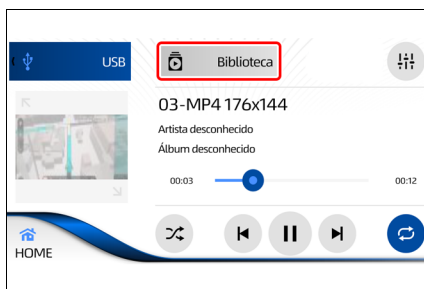 USB
Biblioteca
03-MP4 176x144
Artista desconhecido
Álbum desconhecido
00:03
00:12
HOME